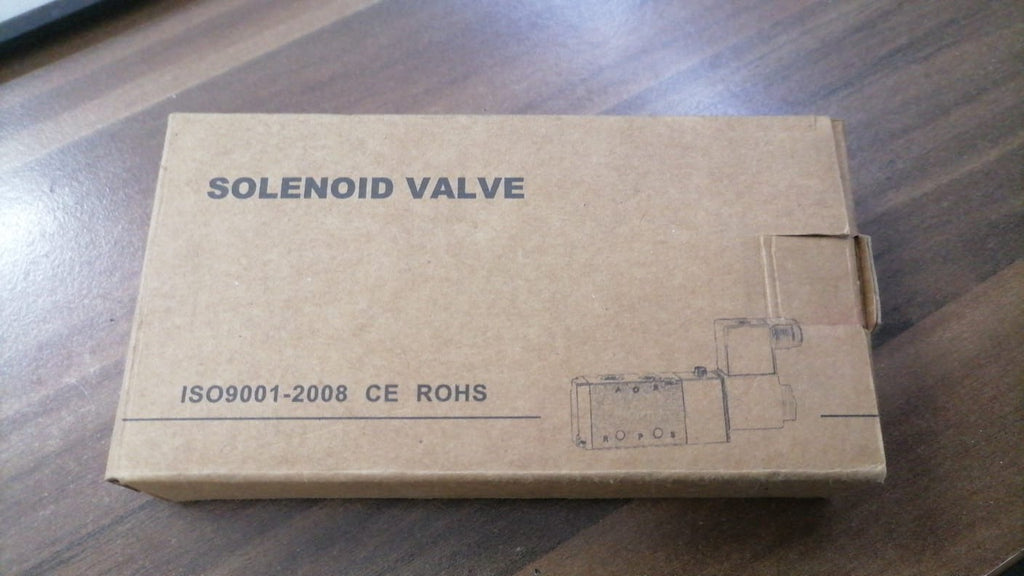 SOLENOID VALVE
ISO9001-2008 CE ROHS
R P S